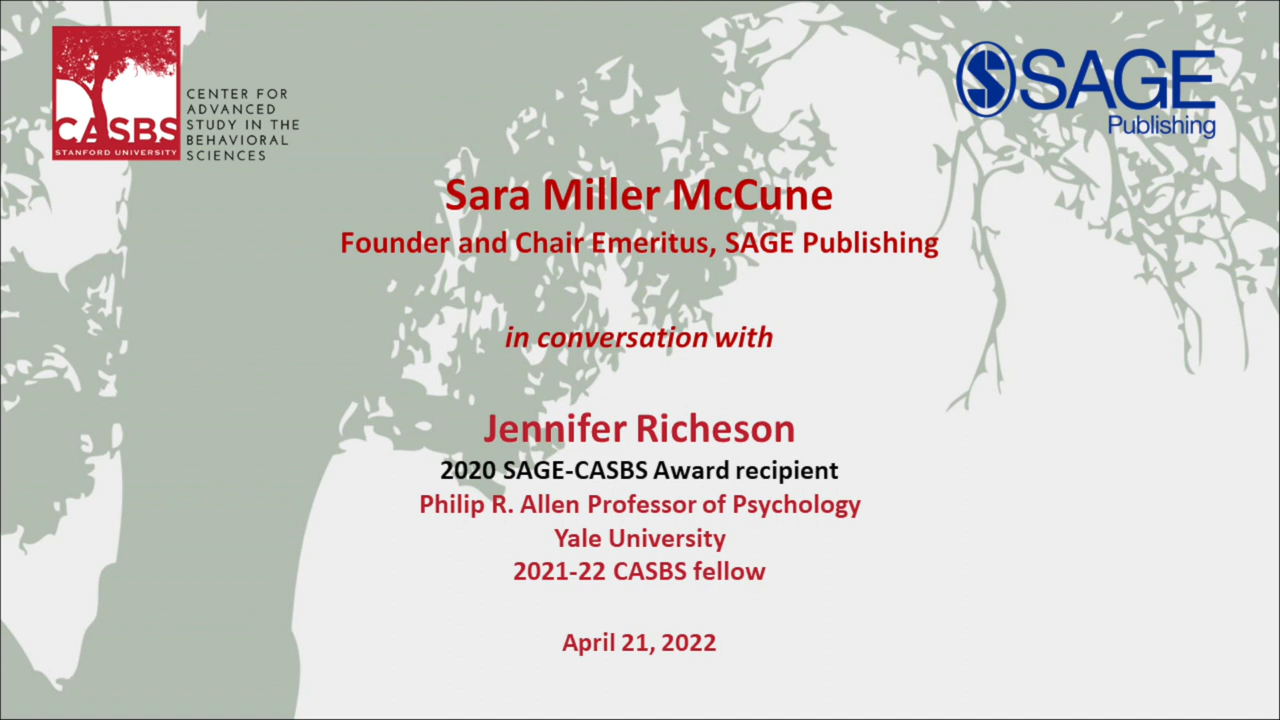 CASBS
STANFORD UNIVERSITY
CENTER FOR
ADVANCED
STUDY IN THE
BEHAVIORAL
SCIENCES
SAGE
Publishing
Sara Miller McCune
Founder and Chair Emeritus, SAGE Publishing
in conversation with
Jennifer Richeson
2020 SAGE-CASBS Award recipient
Philip R. Allen Professor of Psychology
Yale University
2021-22 CASBS fellow
April 21, 2022